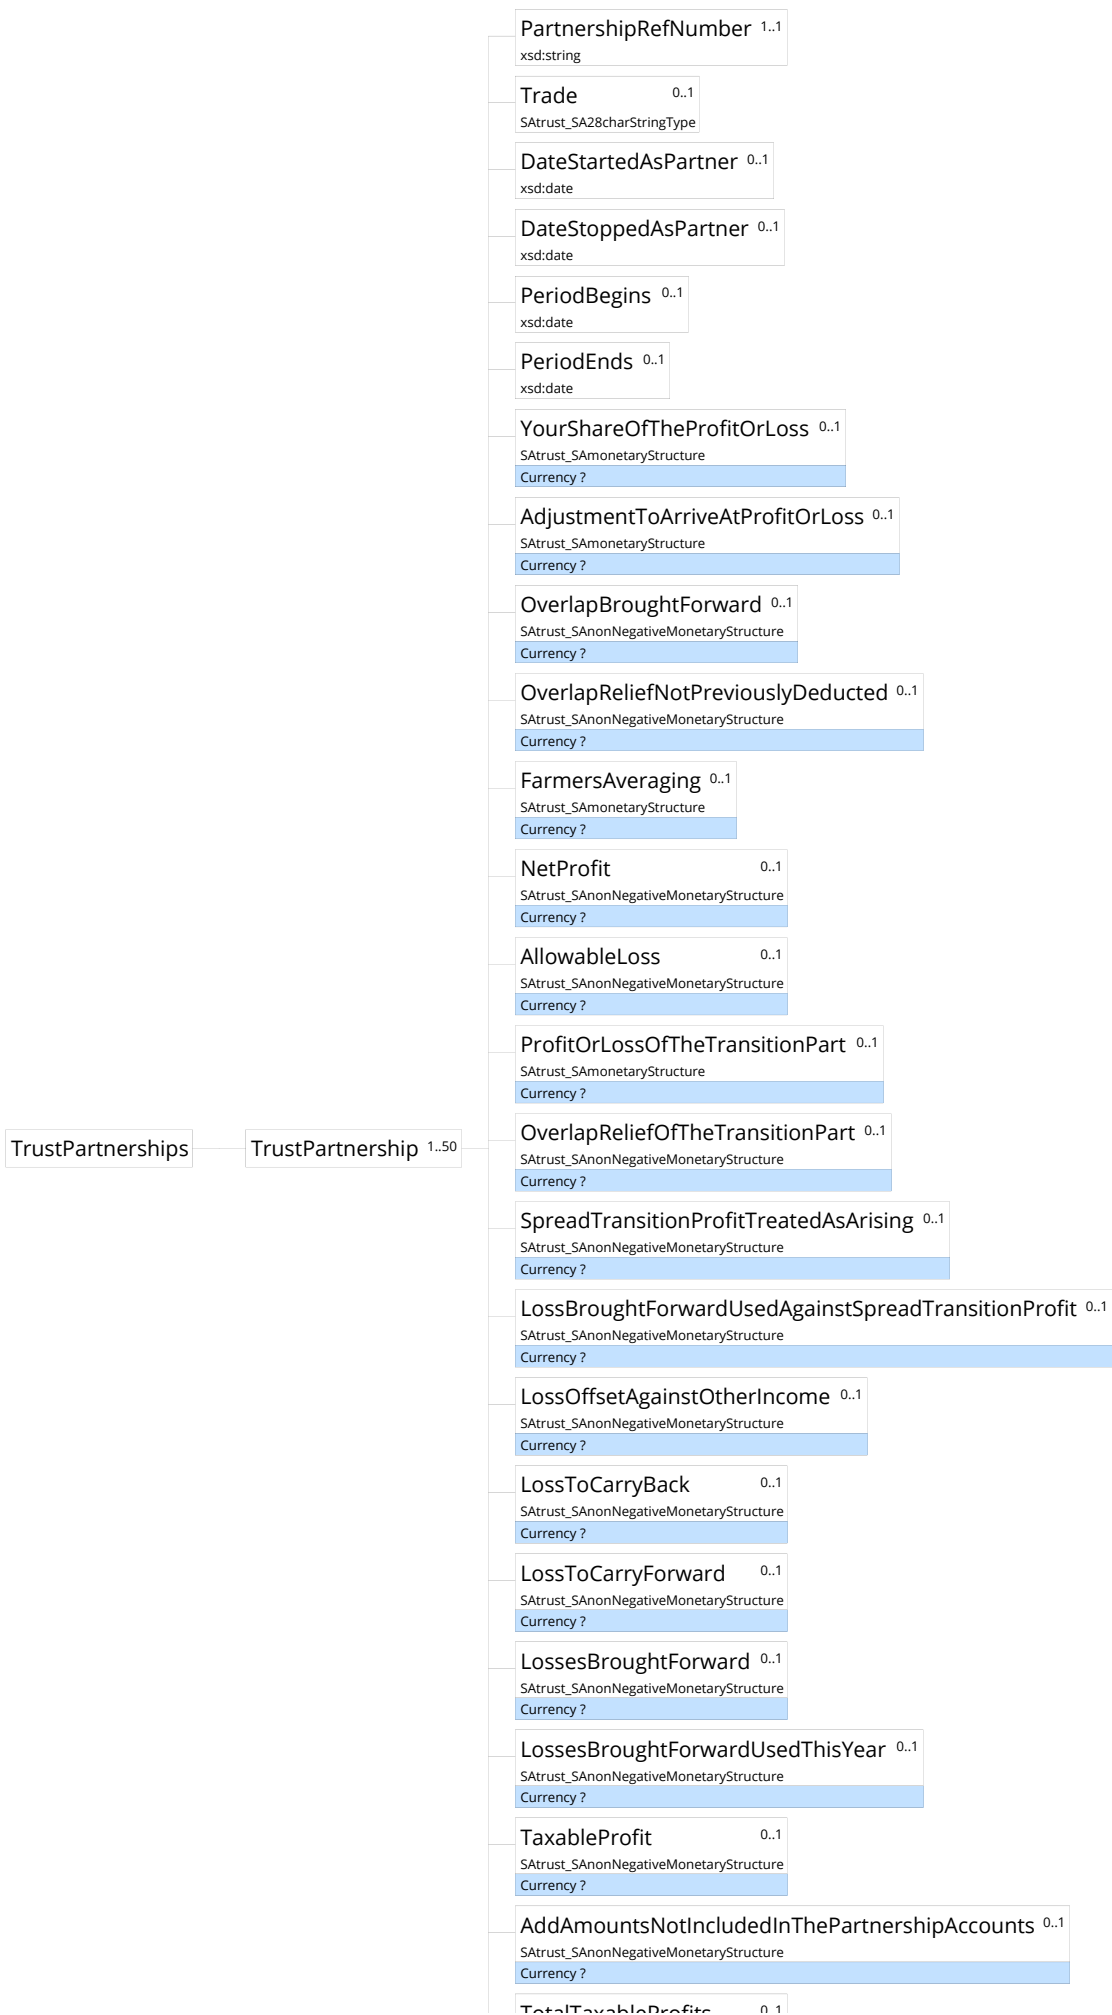 PartnershipRefNumber 1..1
xsd:string
Trade 0..1
SAtrust_SA28charStringType
DateStartedAsPartner 0..1
xsd:date
DateStoppedAsPartner 0..1
xsd:date
PeriodBegins 0..1
xsd:date
PeriodEnds 0..1
xsd:date
YourShareOfTheProfitOrLoss 0..1
SAtrust_SAmonetaryStructure
Currency ?
AdjustmentToArriveAtProfitOrLoss 0..1
SAtrust_SAmonetaryStructure
Currency ?
OverlapBroughtForward 0..1
SAtrust_SAnonNegativeMonetaryStructure
Currency ?
OverlapReliefNotPreviouslyDeducted 0..1
SAtrust_SAnonNegativeMonetaryStructure
Currency ?
FarmersAveraging 0..1
SAtrust_SAmonetaryStructure
Currency ?
NetProfit 0..1
SAtrust_SAnonNegativeMonetaryStructure
Currency ?
AllowableLoss 0..1
SAtrust_SAnonNegativeMonetaryStructure
Currency ?
ProfitOrLossOfTheTransitionPart 0..1
SAtrust_SAmonetaryStructure
Currency ?
TrustPartnerships
TrustPartnership 1..50
OverlapReliefOfTheTransitionPart 0..1
SAtrust_SAnonNegativeMonetaryStructure
Currency ?
SpreadTransitionProfitTreatedAsArising 0..1
SAtrust_SAnonNegativeMonetaryStructure
Currency ?
LossBroughtForwardUsedAgainstSpreadTransitionProfit 0..1
SAtrust_SAnonNegativeMonetaryStructure
Currency ?
LossOffsetAgainstOtherIncome 0..1
SAtrust_SAnonNegativeMonetaryStructure
Currency ?
LossToCarryBack 0..1
SAtrust_SAnonNegativeMonetaryStructure
Currency ?
LossToCarryForward 0..1
SAtrust_SAnonNegativeMonetaryStructure
Currency ?
LossesBroughtForward 0..1
SAtrust_SAnonNegativeMonetaryStructure
Currency ?
LossesBroughtForwardUsedThisYear 0..1
SAtrust_SAnonNegativeMonetaryStructure
Currency ?
TaxableProfit 0..1
SAtrust_SAnonNegativeMonetaryStructure
Currency ?
AddAmountsNotIncludedInThePartnershipAccounts 0..1
SAtrust_SAnonNegativeMonetaryStructure
Currency ?
TotalTaxableProfits 0..1